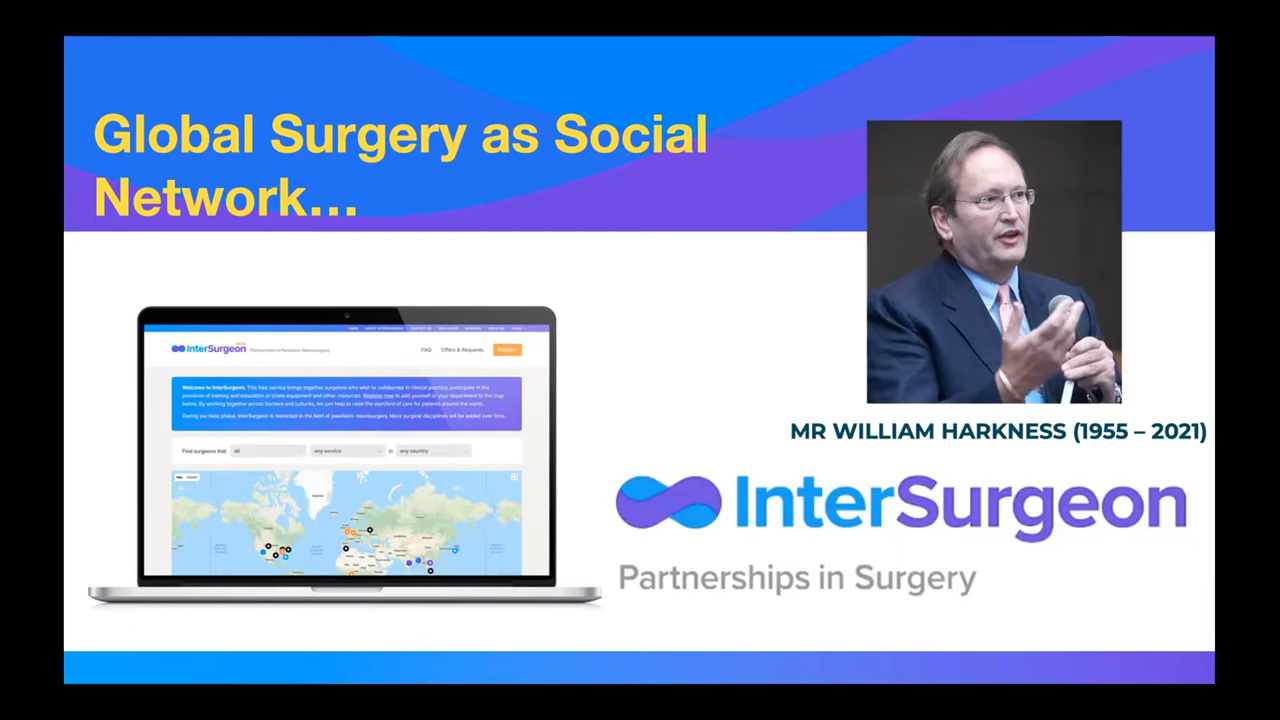 Global Surgery as Social
Network...
MR WILLIAM HARKNESS (1955 – 2021)
InterSurgeon
Partnerships in Surgery
InterSurgeon
Partnerships in Paediatric Neurosurgery
FAQ
Offers & Requests
Register
Welcome to InterSurgeon. This free service brings together surgeons who wish to collaborate in clinical practice, participate in the
provision of training and education or share equipment and other resources. Register now to add yourself or your department to the map
below. By working together across borders and cultures, we can help to raise the standard of care for patients around the world.
During our beta phase, InterSurgeon is restricted to the field of paediatric neurosurgery. More surgical disciplines will be added over time.
Find surgeons that
all
any service
in
any country
Map